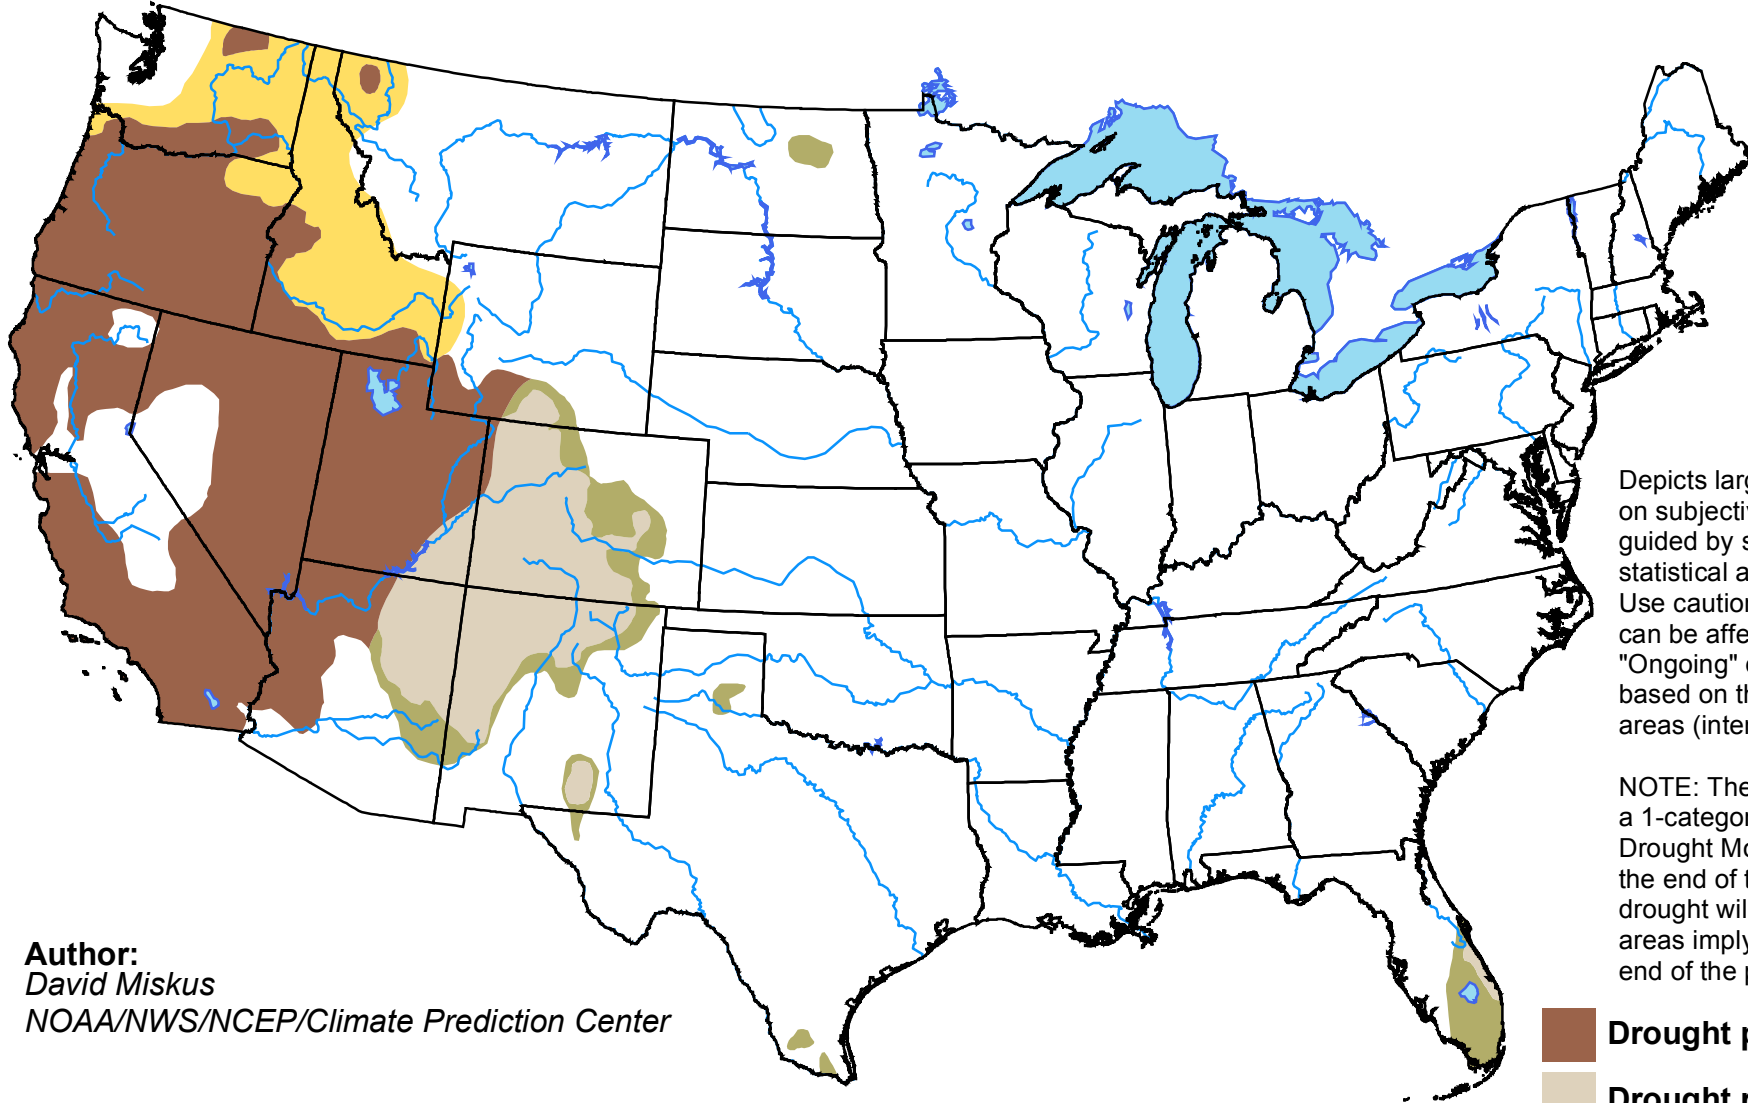 Depicts larg
on subjectiv
guided by s
statistical a
Use caution
can be affe
"Ongoing"
based on th
areas (inter
NOTE: The
a 1-categor
Drought Mo
the end of t
drought wil
areas imply
end of the p
Author:
David Miskus
NOAA/NWS/NCEP/Climate Prediction Center
Drought p
Drought